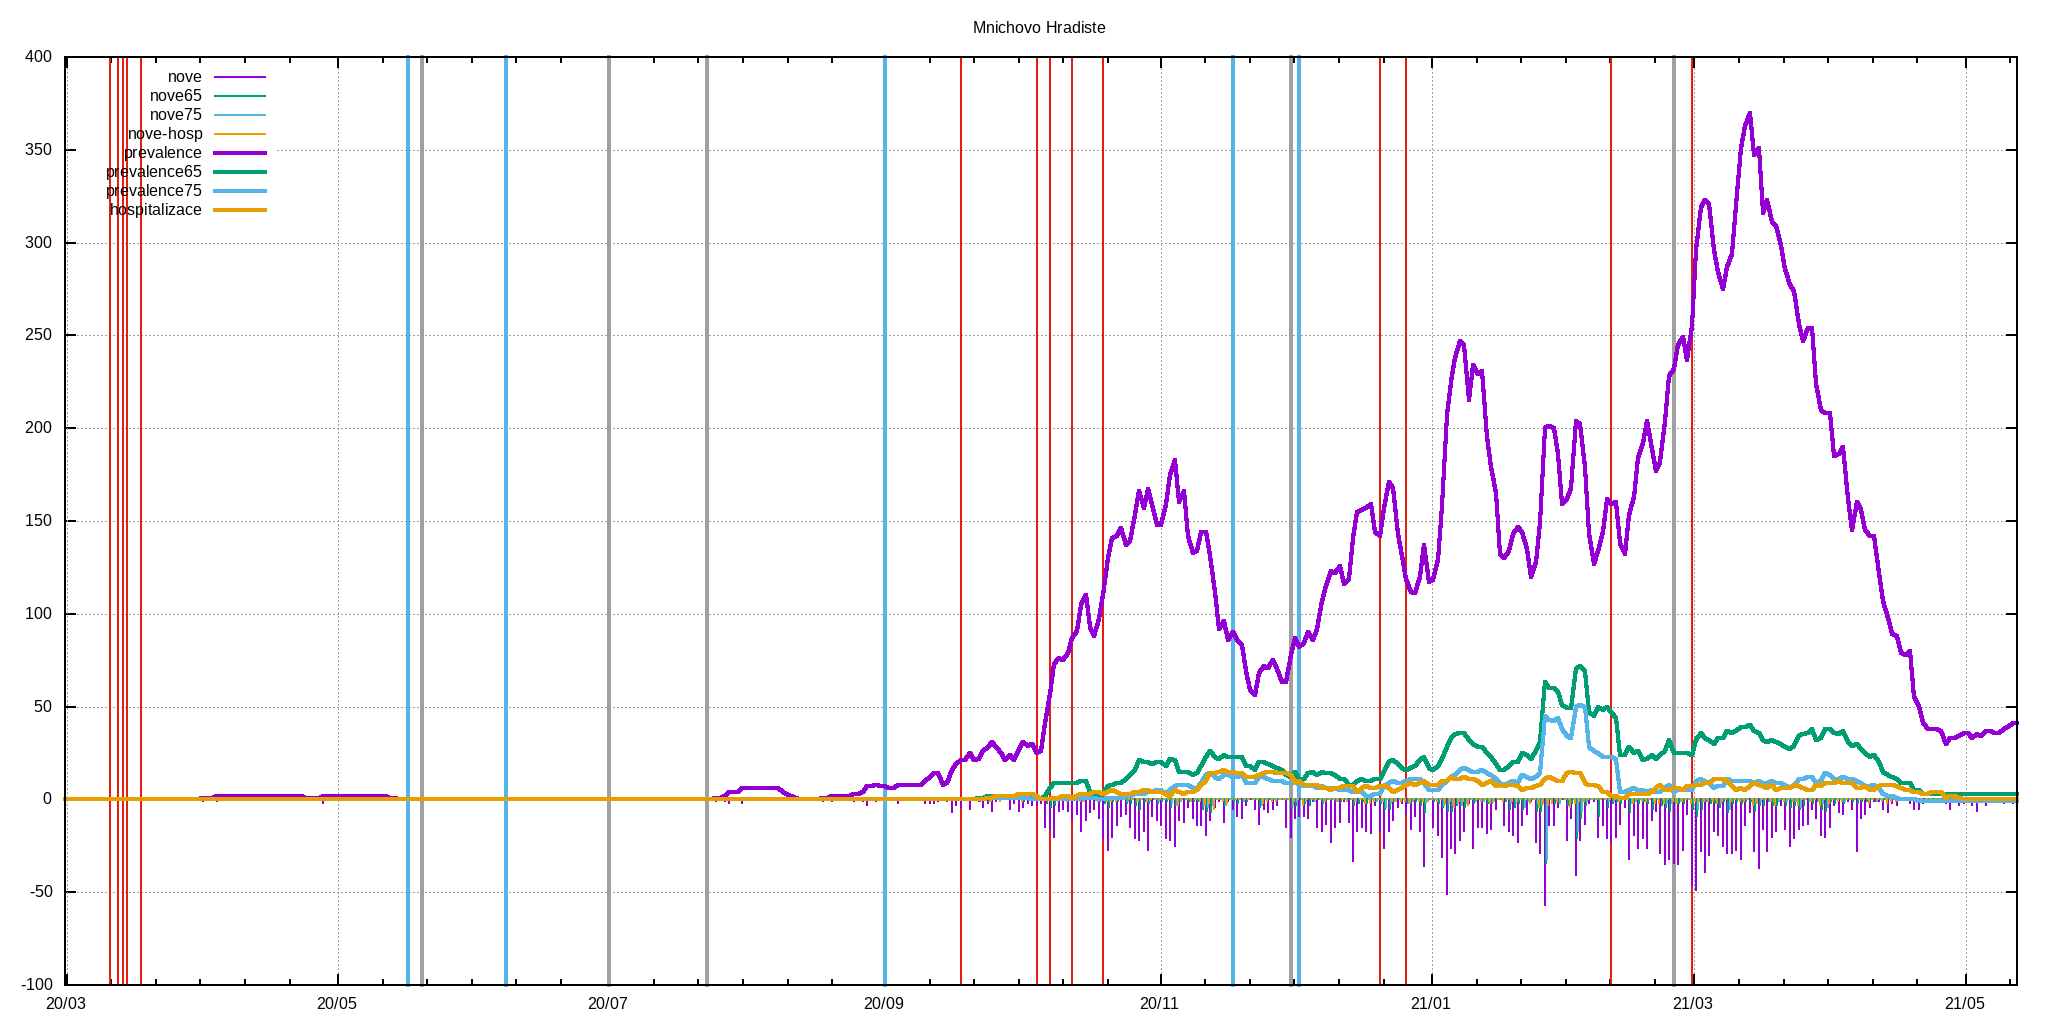 Mnichovo Hradiste
400
350
300
250
200
150
100
50
0
-50
-100
nove
nove65
nove75
nove-hosp
prevalence
prevalence65
prevalence75
hospitalizace
20/03 20/05 20/07 20/09 20/11 21/01 21/03 21/05